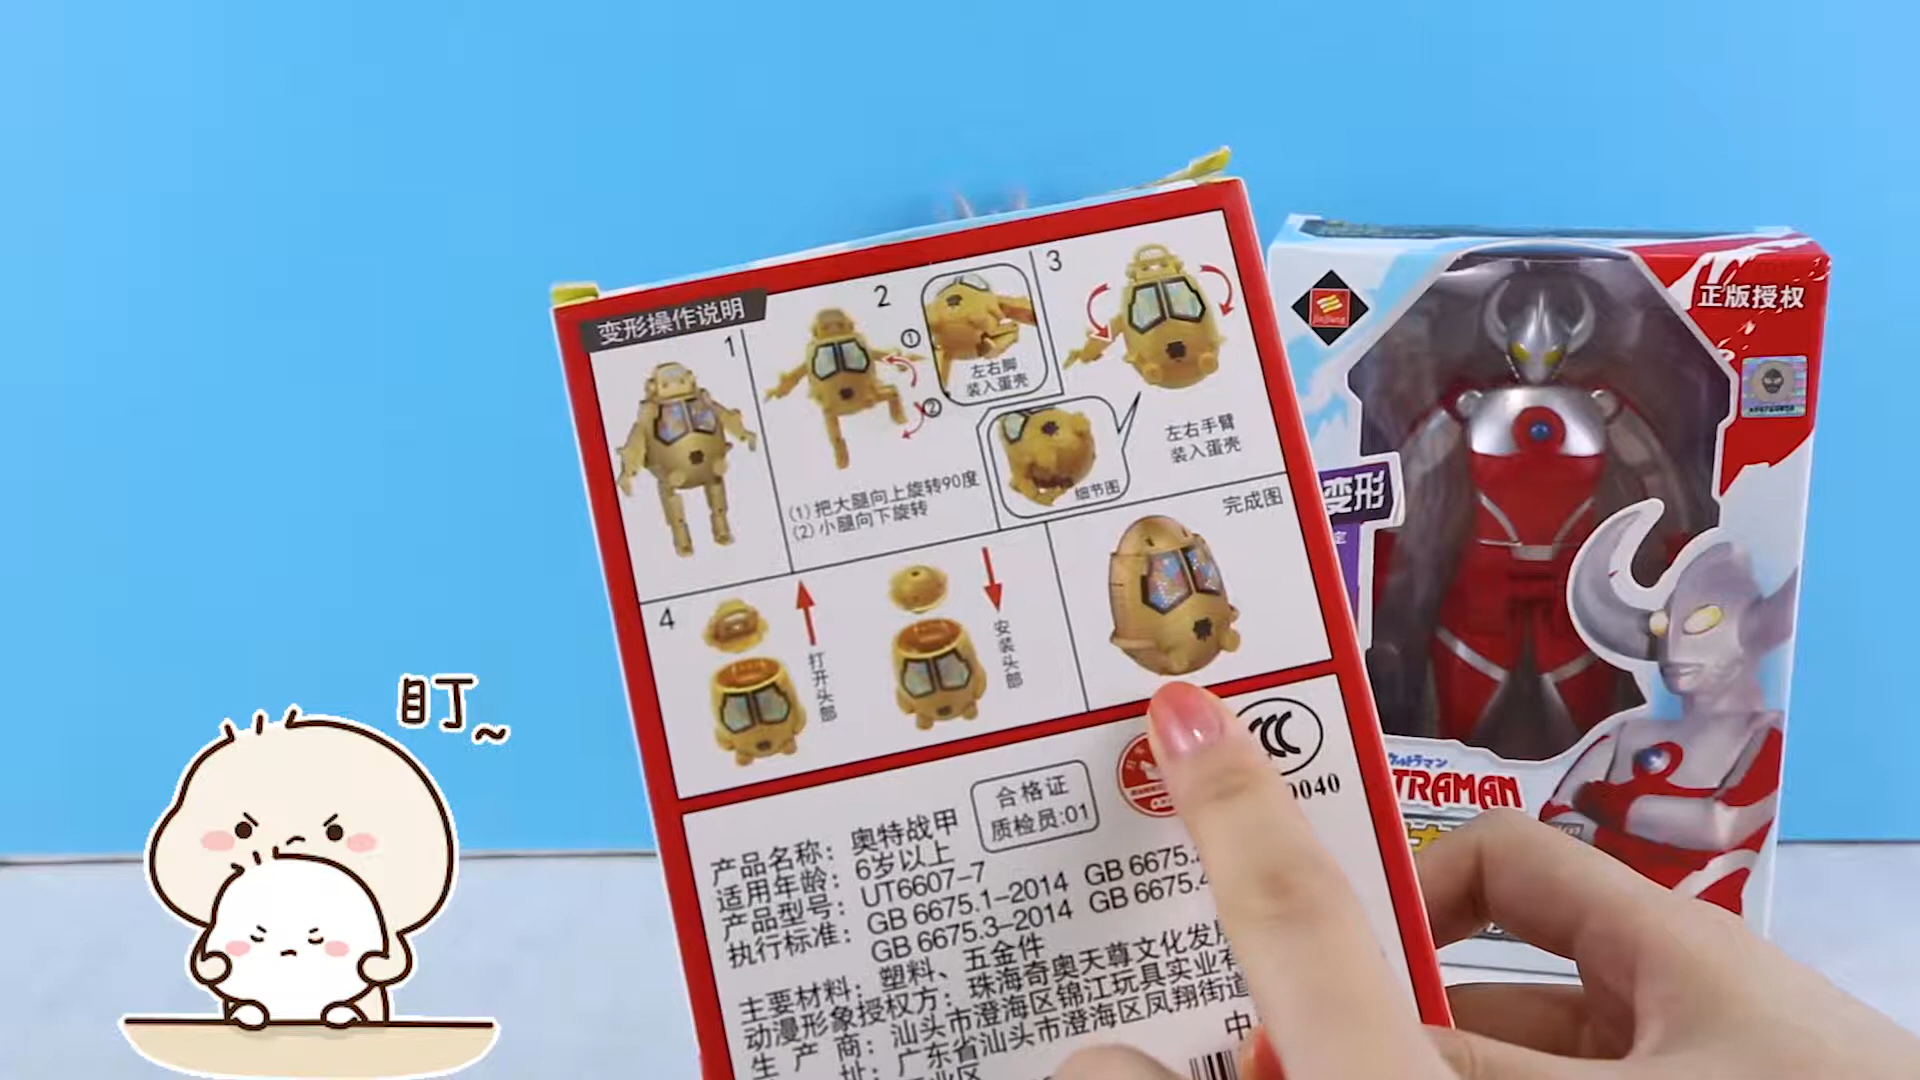 变形操作说明
1
2
①
②
左右脚
装入蛋壳
(1)把大腿向上旋转90度
(2)小腿向下旋转
3
左右手臂
装入蛋壳
细节图
4
打开头部
安装头部
完成图
合格证
质检员:01
0040
产品名称：奥特战甲
适用年龄：6岁以上
产品型号：UT6607-7
执行标准：GB 6675.1-2014 GB 6675.
GB 6675.3-2014 GB 6675.4
主要材料：塑料、五金件
动漫形象授权方：珠海奇奥天尊文化发展
生产商：汕头市澄海区锦江玩具实业有
址：广东省汕头市澄海区凤翔街道
中
正版授权
变形
ウルトラマン
TRAMAN
盯~